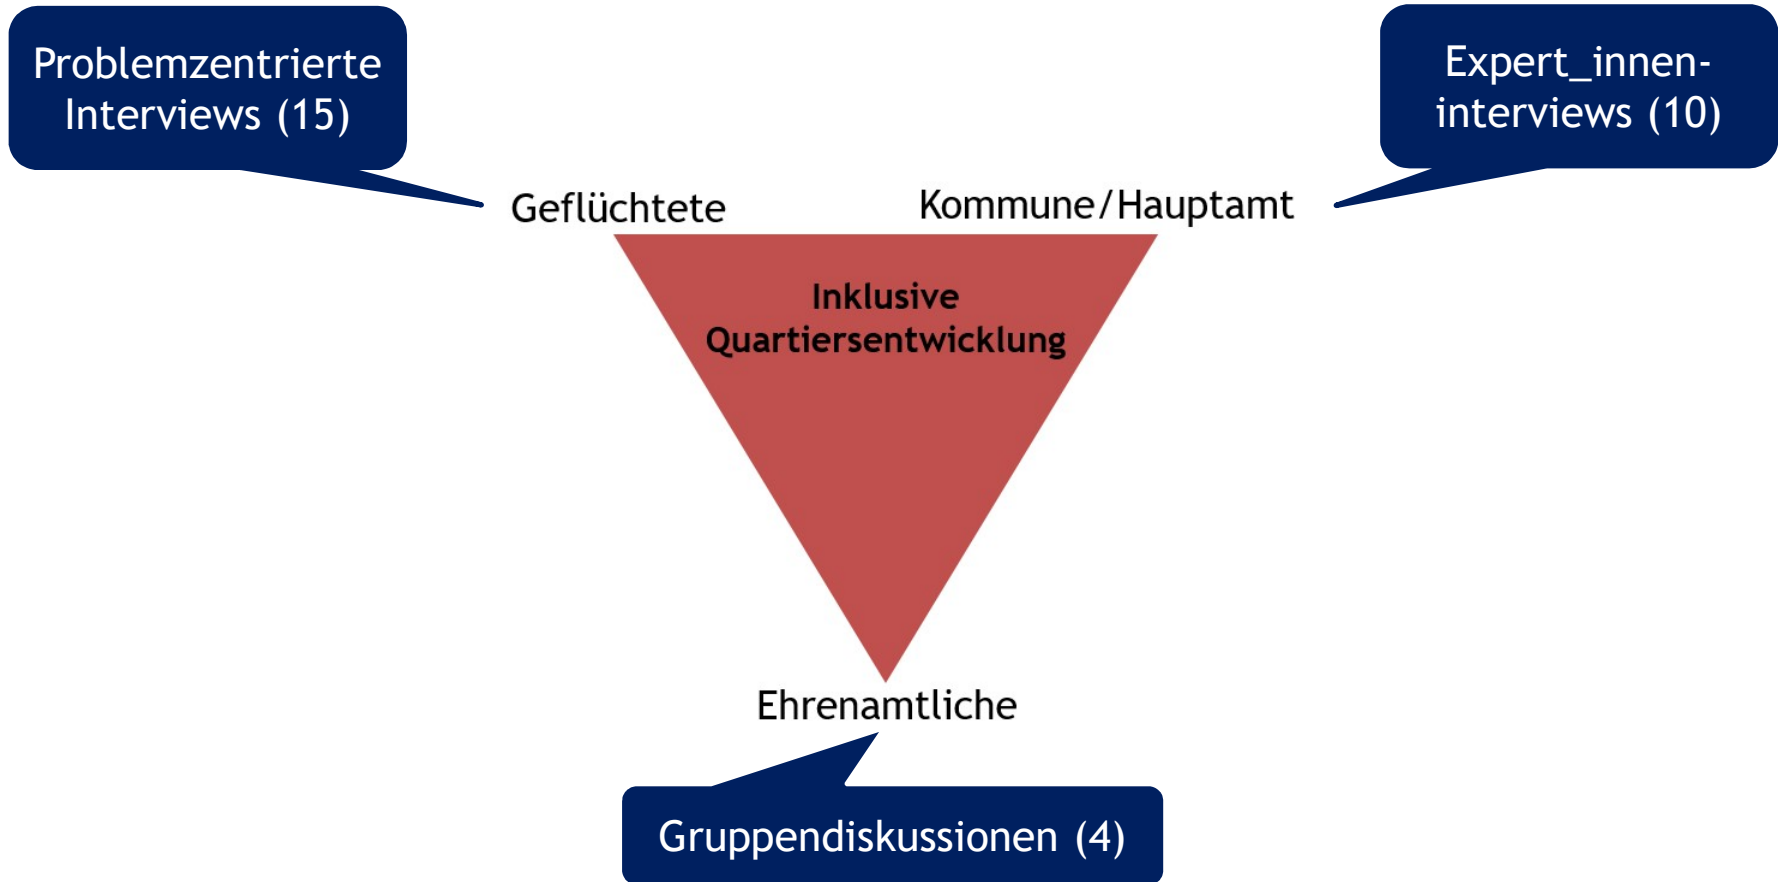 Problemzentrierte
Interviews (15)
Expert_innen-
interviews (10)
Geflüchtete
Kommune/Hauptamt
Inklusive
Quartiersentwicklung
Ehrenamtliche
Gruppendiskussionen (4)